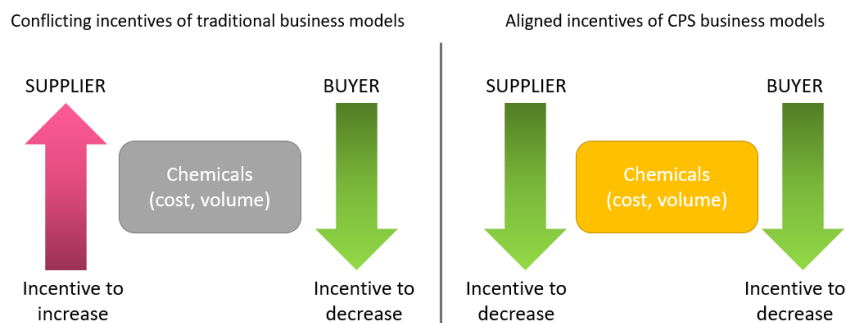 Conflicting incentives of traditional business models
SUPPLIER
BUYER
Chemicals
(cost, volume)
Incentive to
increase
Incentive to
decrease
Aligned incentives of CPS business models
SUPPLIER
BUYER
Chemicals
(cost, volume)
Incentive to
decrease
Incentive to
decrease